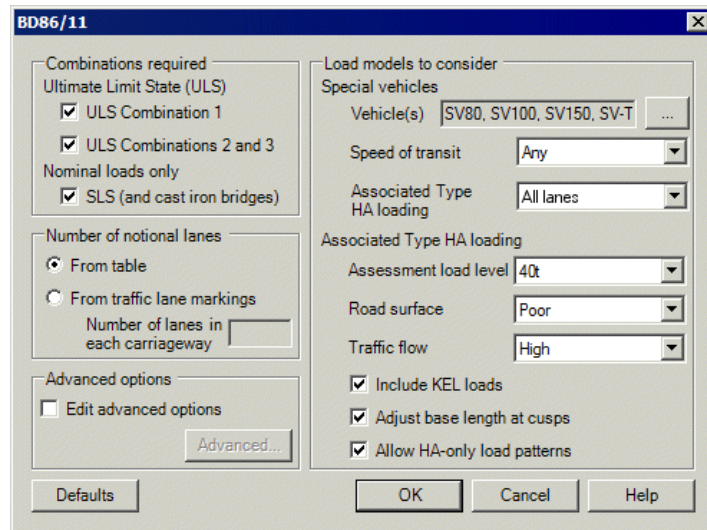 BD86/11
Combinations required
Ultimate Limit State (ULS)
ULS Combination 1
ULS Combinations 2 and 3
Nominal loads only
SLS (and cast iron bridges)
Number of notional lanes
From table
From traffic lane markings
Number of lanes in
each carriageway
Advanced options
Edit advanced options
Advanced...
Load models to consider
Special vehicles
Vehicle(s) SV80, SV100, SV150, SV-T ...
Speed of transit Any
Associated Type
HA loading All lanes
Associated Type HA loading
Assessment load level 40t
Road surface Poor
Traffic flow High
Include KEL loads
Adjust base length at cusps
Allow HA-only load patterns
Defaults OK Cancel Help